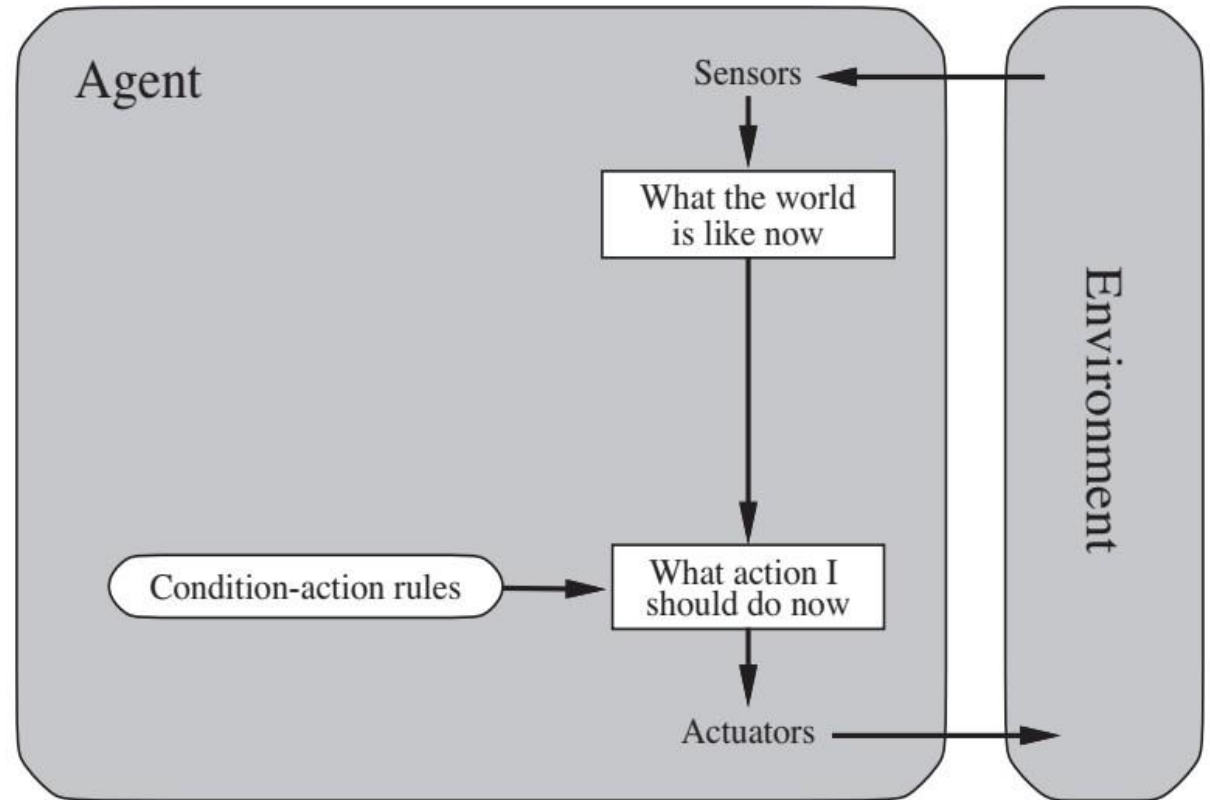 Agent
Sensors
What the world
is like now
Environment
Condition-action rules
What action I
should do now
Actuators